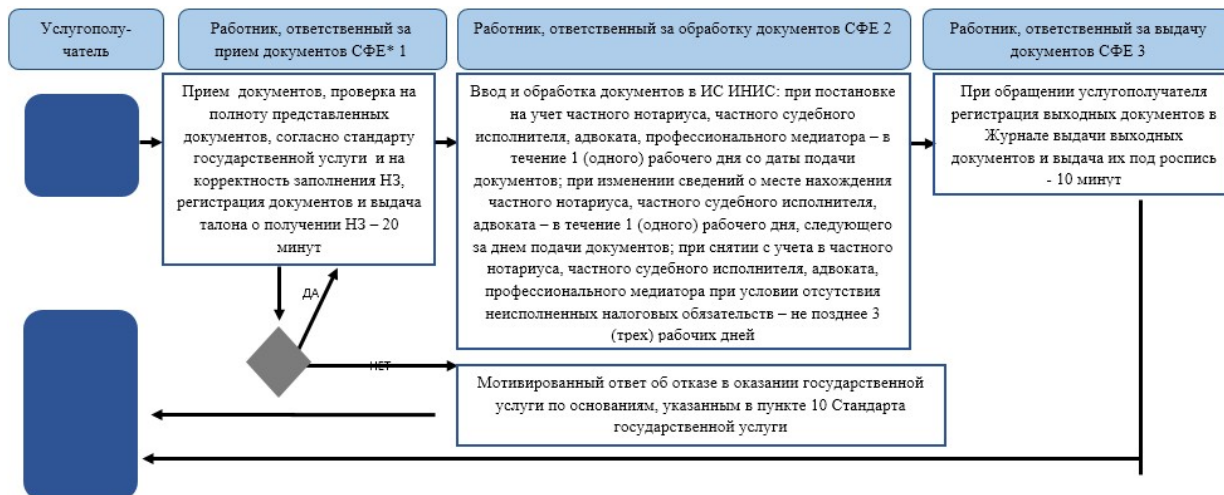 Услугополу-
чатель
Работник, ответственный за
прием документов СФЕ* 1
Работник, ответственный за обработку документов СФЕ 2
Работник, ответственный за выдачу
документов СФЕ 3
Прием документов, проверка на
полноту представленных
документов, согласно стандарту
государственной услуги и на
корректность заполнения НЗ,
регистрация документов и выдача
талона о получении НЗ – 20
минут
Ввод и обработка документов в ИС ИНИС: при постановке
на учет частного нотариуса, частного судебного
исполнителя, адвоката, профессионального медиатора – в
течение 1 (одного) рабочего дня со даты подачи
документов; при изменении сведений о месте нахождения
частного нотариуса, частного судебного исполнителя,
адвоката – в течение 1 (одного) рабочего дня, следующего
за днем подачи документов; при снятии с учета в частного
нотариуса, частного судебного исполнителя, адвоката,
профессионального медиатора при условии отсутствия
неисполненных налоговых обязательств – не позднее 3
(трех) рабочих дней
При обращении услугополучателя
регистрация выходных документов в
Журнале выдачи выходных
документов и выдача их под роспись
- 10 минут
ДА
НЕТ
Мотивированный ответ об отказе в оказании государственной
услуги по основаниям, указанным в пункте 10 Стандарта
государственной услуги